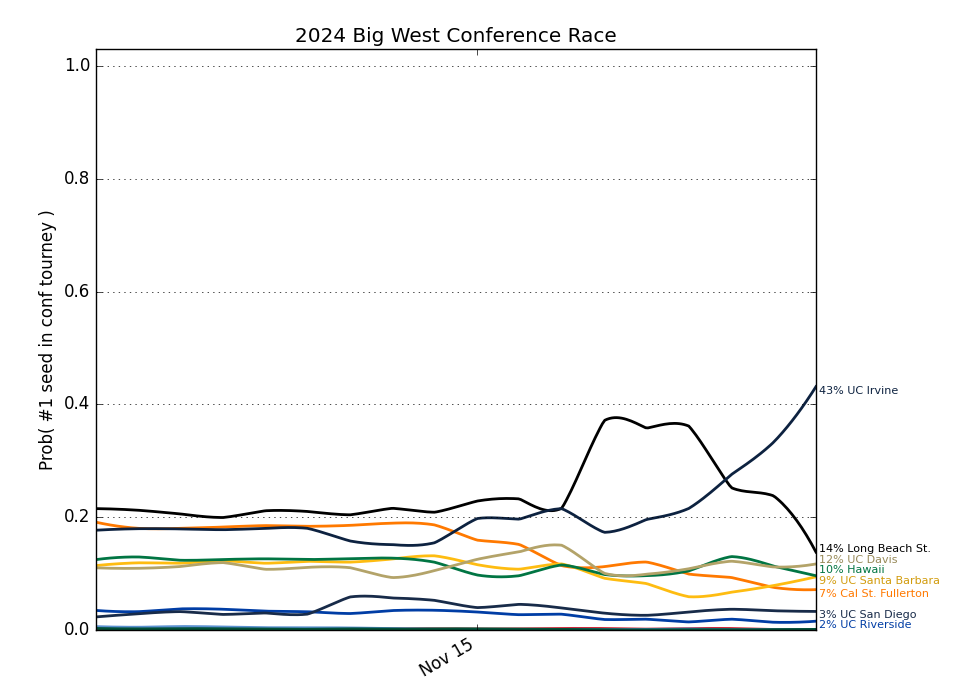 2024 Big West Conference Race
Prob( #1 seed in conf tourney )
1.0
0.8
0.6
0.4
0.2
0.0
Nov 15
43% UC Irvine
14% Long Beach St.
12% UC Davis
10% Hawaii
9% UC Santa Barbara
7% Cal St. Fullerton
3% UC San Diego
2% UC Riverside